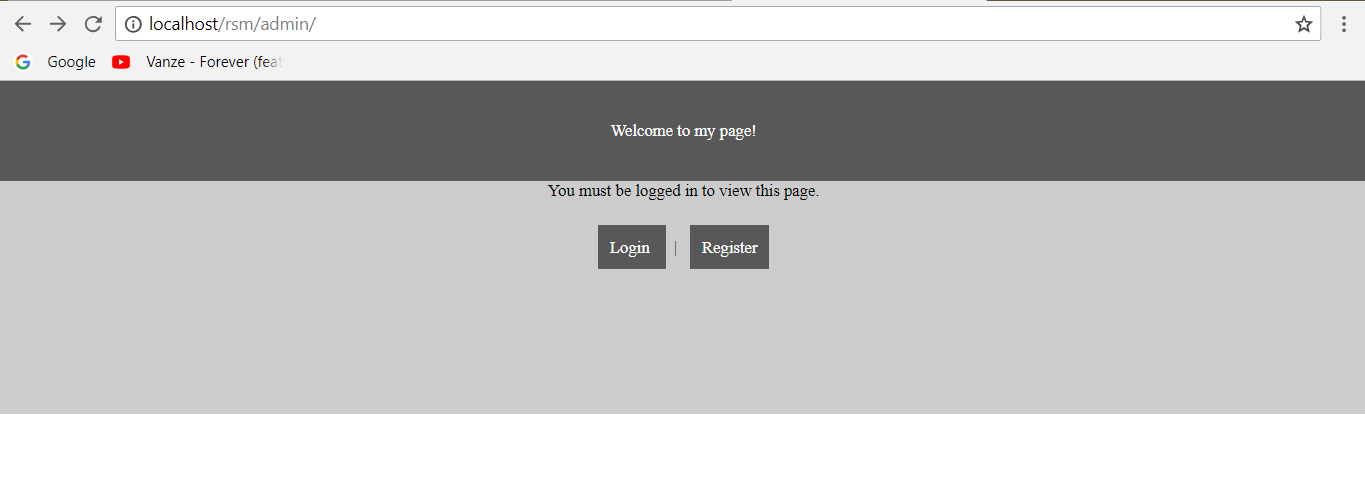 localhost/rsm/admin/
Google Vanze - Forever (feat
Welcome to my page!
You must be logged in to view this page.
Login | Register